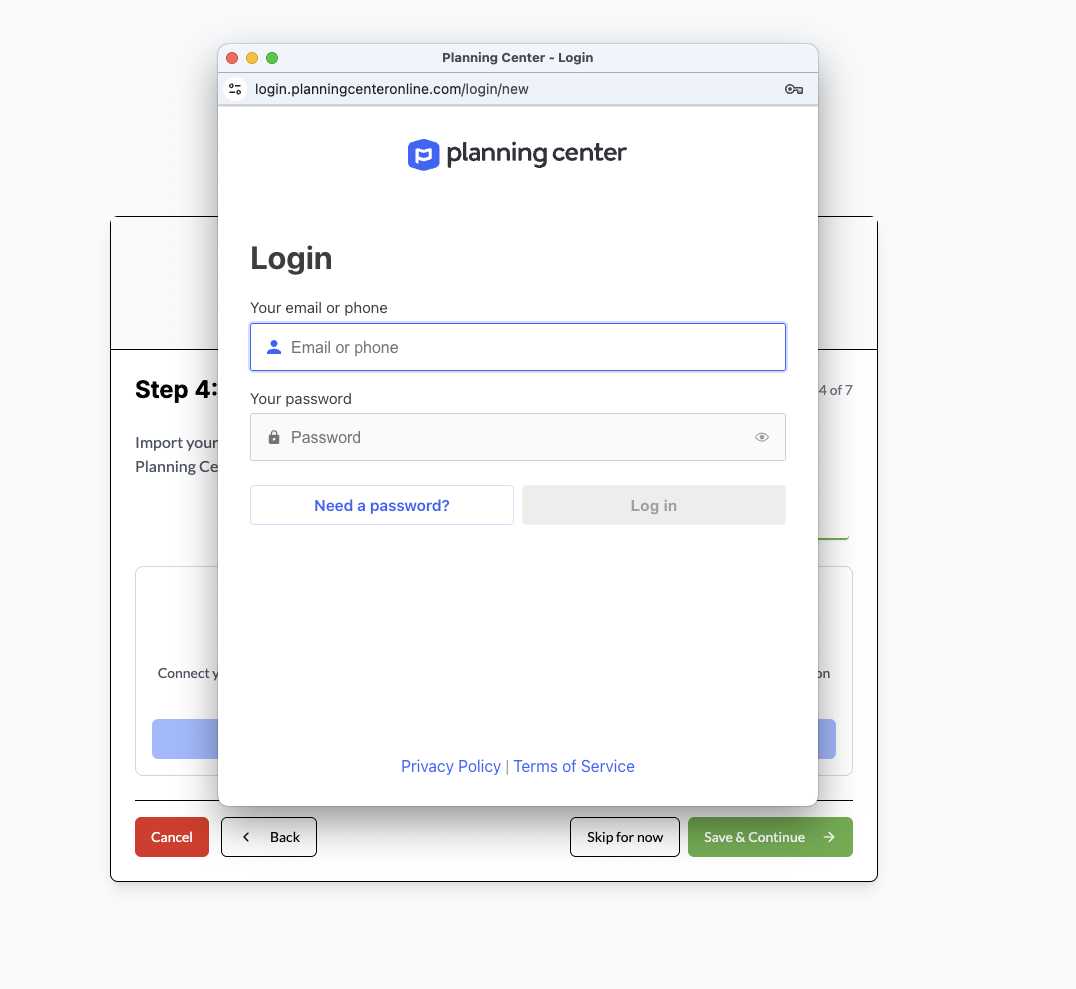 Planning Center - Login
login.planningcenteronline.com/login/new
planning center
Login
Your email or phone
Email or phone
Step 4:
4 of 7
Your password
Import your
Password
Planning Ce
Need a password?
Log in
Connect y
on
Privacy Policy | Terms of Service
Cancel
Back
Skip for now
Save & Continue